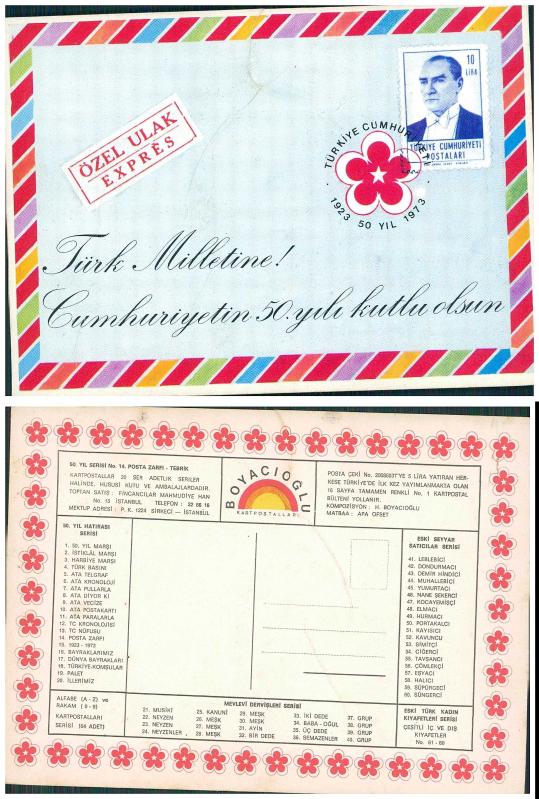 10
LİRA
TÜRKİYE CUMHURİYETİ
POSTALARI
ÖZEL ULAK
EXPRÈS
TÜRKİYE CUMHURİYETİ
1923 50 YIL 1973
Türk Milletine!
Cumhuriyetin 50. yılı kutlu olsun
50. YIL SERİSİ No. 14. POSTA ZARFI - TEBRİK
KARTPOSTALLAR 20 ŞER ADETLİK SERİLER
HALİNDE, HUSUSİ KUTU VE AMBALAJLARDADIR.
TOPTAN SATIŞ : FİNCANCILAR MAHMUDİYE HAN
No. 15 İSTANBUL TELEFON : 22 68 16
MEKTUP ADRESİ : P. K. 1224 SİRKECİ — İSTANBUL
BOYACIOĞLU
KARTPOSTALLARI
POSTA ÇEKİ No. YE 5 LİRA YATIRAN HER-
KESE TÜRKİYE'DE İLK KEZ YAYIMLANMAKTA OLAN
16 SAYFA TAMAMEN RENKLİ No. 1 KARTPOSTAL
BÜLTENİ YOLLANIR.
KOMPOZİSYON : H. BOYACIOĞLU
MATBAA : APA OFSET
50. YIL HATIRASI
SERİSİ
1. 50. YIL MARŞI
2. İSTİKLÂL MARŞI
3. HARBİYE MARŞI
4. TÜRK BASINI
5. ATA TELGRAF
6. ATA KRONOLOJİ
7. ATA PULLARLA
8. ATA DİYOR Kİ
9. ATA VECİZE
10. ATA POSTAKARTI
11. ATA PARALARLA
12. TC KRONOLOJİSİ
13. TC NÜFUSU
14. POSTA ZARFI
15. 1923 - 1973
16. BAYRAKLARIMIZ
17. DÜNYA BAYRAKLARI
18. TÜRKİYE-KOMŞULAR
19. PALET
20. İLLERİMİZ
ESKİ SEYYAR
SATICILAR SERİSİ
41. LEBLEBİCİ
42. DONDURMACI
43. DEMİR HİNDİCİ
44. MUHALLEBİCİ
45. YUMURTACI
46. NANE ŞEKERCİ
47. KOCAYEMİŞÇİ
48. ELMACI
49. HURMACI
50. PORTAKALCI
51. KAYISICI
52. KAVUNCU
53. SİMİTÇİ
54. CİĞERCİ
55. TAVŞANCI
56. ÇÖMLEKÇİ
57. EŞYACI
58. HALICI
59. SÜPÜRGECİ
60. SÜNGERCİ
ALFABE (A - Z) ve
RAKAM (0 - 9)
KARTPOSTALLARI
SERİSİ (56 ADET)
MEVLEVİ DERVİŞLERİ SERİSİ
21. MUSİKİ 25. KANUNİ 29. MEŞK 33. İKİ DEDE 37. GRUP
22. NEYZEN 26. MEŞK 30. MEŞK 34. BABA - OĞUL 38. GRUP
23. NEYZEN 27. MEŞK 31. AYİN 35. ÜÇ DEDE 39. GRUP
24. NEYZENLER 28. MEŞK 32. BİR DEDE 36. SEMAZENLER 40. GRUP
ESKİ TÜRK KADIN
KIYAFETLERİ SERİSİ
ÇEŞİTLİ İÇ VE DIŞ
KIYAFETLER
No. 61 - 80